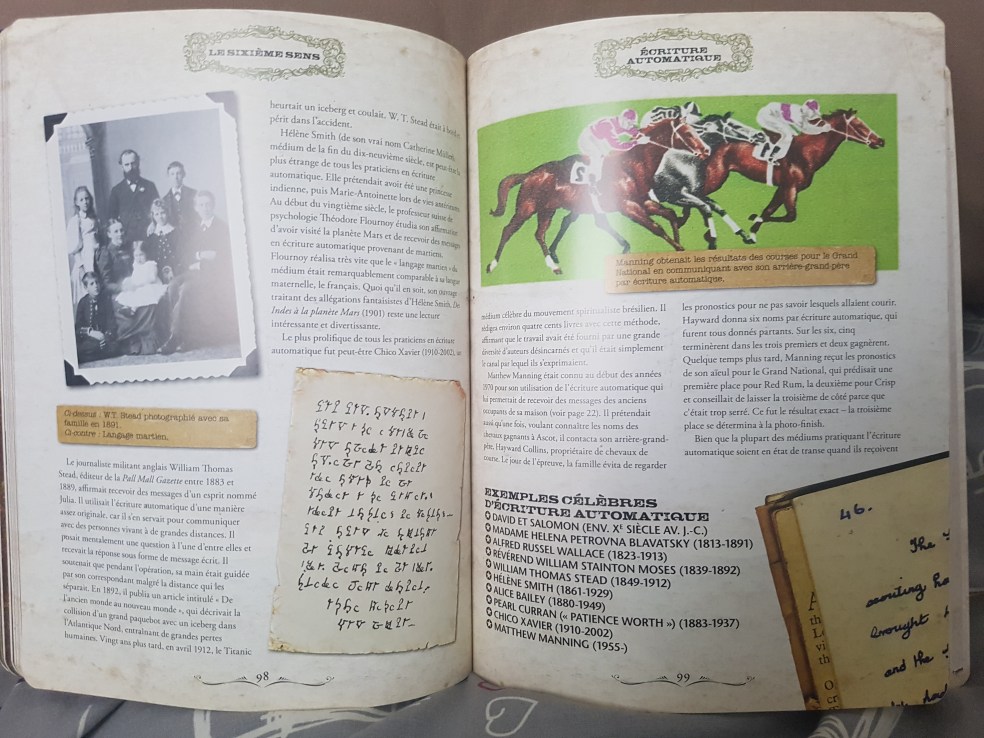 LE SIXIÈME SENS
Ci-dessus : W.T. Stead photographié avec sa
famille en 1891.
Ci-contre : Langage martien.
Le journaliste militant anglais William Thomas
Stead, éditeur de la Pall Mall Gazette entre 1883 et
1889, affirmait recevoir des messages d'un esprit nommé
Julia. Il utilisait l'écriture automatique d'une manière
assez originale, car il s'en servait pour communiquer
avec des personnes vivant à de grandes distances. Il
posait mentalement une question à l'une d'entre elles et
recevait la réponse sous forme de message écrit. Il
soutenait que pendant l'opération, sa main était guidée
par son correspondant malgré la distance qui les
séparait. En 1892, il publia un article intitulé « De
l'ancien monde au nouveau monde », qui décrivait la
collision d'un grand paquebot avec un iceberg dans
l'Atlantique Nord, entraînant de grandes pertes
humaines. Vingt ans plus tard, en avril 1912, le Titanic
heurtait un iceberg et coulait. W. T. Stead était à bord et
périt dans l'accident.
Hélène Smith (de son vrai nom Catherine Müller),
médium de la fin du dix-neuvième siècle, est peut-être la
plus étrange de tous les praticiens en écriture
automatique. Elle prétendait avoir été une princesse
indienne, puis Marie-Antoinette lors de vies antérieures.
Au début du vingtième siècle, le professeur suisse de
psychologie Théodore Flournoy étudia son affirmation
d'avoir visité la planète Mars et de recevoir des messages
en écriture automatique provenant de martiens.
Flournoy réalisa très vite que le « langage martien » du
médium était remarquablement comparable à sa langue
maternelle, le français. Quoi qu'il en soit, son ouvrage
traitant des allégations fantaisistes d'Hélène Smith, Des
Indes à la planète Mars (1901) reste une lecture
intéressante et divertissante.
Le plus prolifique de tous les praticiens en écriture
automatique fut peut-être Chico Xavier (1910-2002), un
98
ÉCRITURE
AUTOMATIQUE
Manning obtenait les résultats des courses pour le Grand
National en communiquant avec son arrière-grand-père
par écriture automatique.
médium célèbre du mouvement spiritualiste brésilien. Il
rédigea environ quatre cents livres avec cette méthode,
affirmant que le travail avait été fourni par une grande
diversité d'auteurs désincarnés et qu'il était simplement
le canal par lequel ils s'exprimaient.
Matthew Manning était connu au début des années
1970 pour son utilisation de l'écriture automatique qui
lui permettait de recevoir des messages des anciens
occupants de sa maison (voir page 22). Il prétendait
aussi qu'une fois, voulant connaître les noms des
chevaux gagnants à Ascot, il contacta son arrière-grand-
père, Hayward Collins, propriétaire de chevaux de
course. Le jour de l'épreuve, la famille évita de regarder
les pronostics pour ne pas savoir lesquels allaient courir.
Hayward donna six noms par écriture automatique, qui
furent tous donnés partants. Sur les six, cinq
terminèrent dans les trois premiers et deux gagnèrent.
Quelque temps plus tard, Manning reçut les pronostics
de son aïeul pour le Grand National, qui prédisait une
première place pour Red Rum, la deuxième pour Crisp
et conseillait de laisser la troisième de côté parce que
c'était trop serré. Ce fut le résultat exact – la troisième
place se détermina à la photo-finish.
Bien que la plupart des médiums pratiquant l'écriture
automatique soient en état de transe quand ils reçoivent
EXEMPLES CÉLÈBRES
D'ÉCRITURE AUTOMATIQUE
DAVID ET SALOMON (ENV. XE SIÈCLE AV. J.-C.)
MADAME HELENA PETROVNA BLAVATSKY (1813-1891)
ALFRED RUSSEL WALLACE (1823-1913)
RÉVÉREND WILLIAM STAINTON MOSES (1839-1892)
WILLIAM THOMAS STEAD (1849-1912)
HÉLÈNE SMITH (1861-1929)
ALICE BAILEY (1880-1949)
PEARL CURRAN (« PATIENCE WORTH ») (1883-1937)
CHICO XAVIER (1910-2002)
MATTHEW MANNING (1955-)
46.
The
brought
and the
99